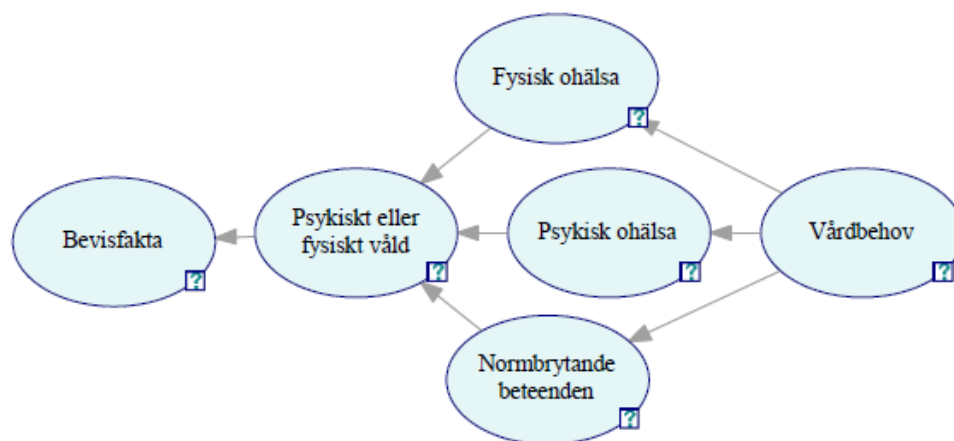 Fysisk ohälsa
?
Bevisfakta
?
Psykiskt eller
fysiskt våld
?
Psykisk ohälsa
?
Vårdbehov
?
Normbrytande
beteenden
?